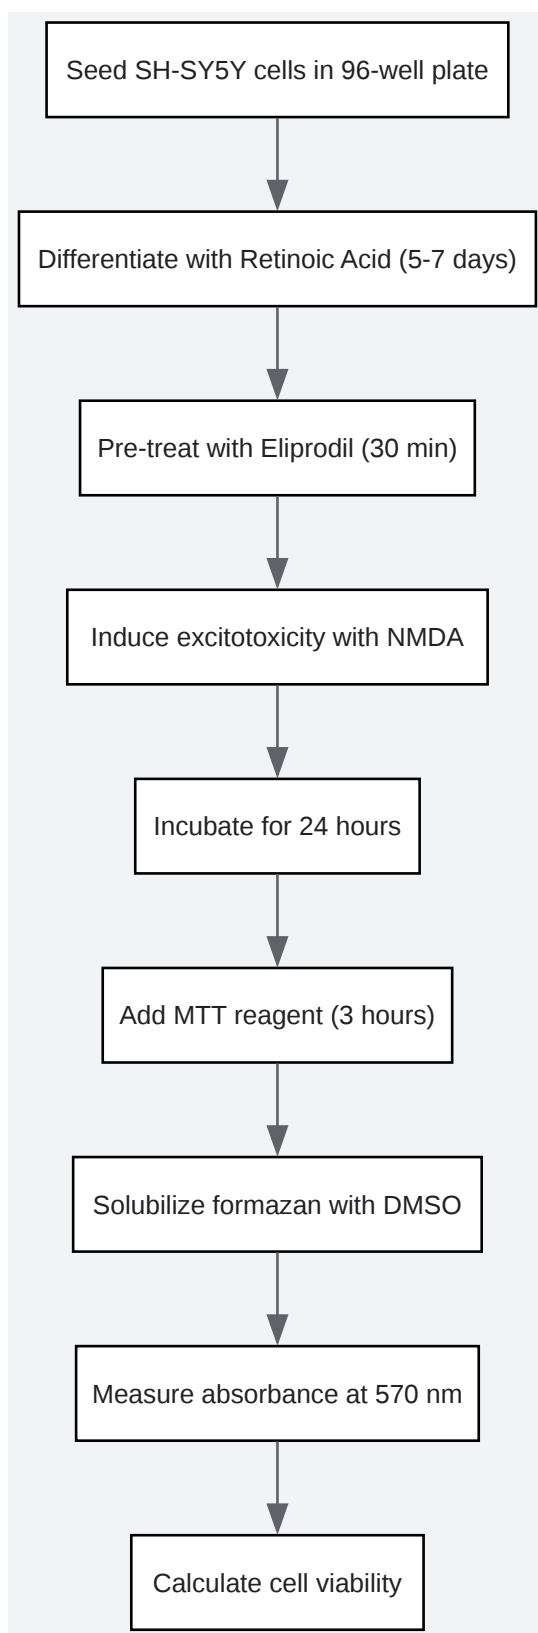 Seed SH-SY5Y cells in 96-well plate
Differentiate with Retinoic Acid (5-7 days)
Pre-treat with Eliprodil (30 min)
Induce excitotoxicity with NMDA
Incubate for 24 hours
Add MTT reagent (3 hours)
Solubilize formazan with DMSO
Measure absorbance at 570 nm
Calculate cell viability